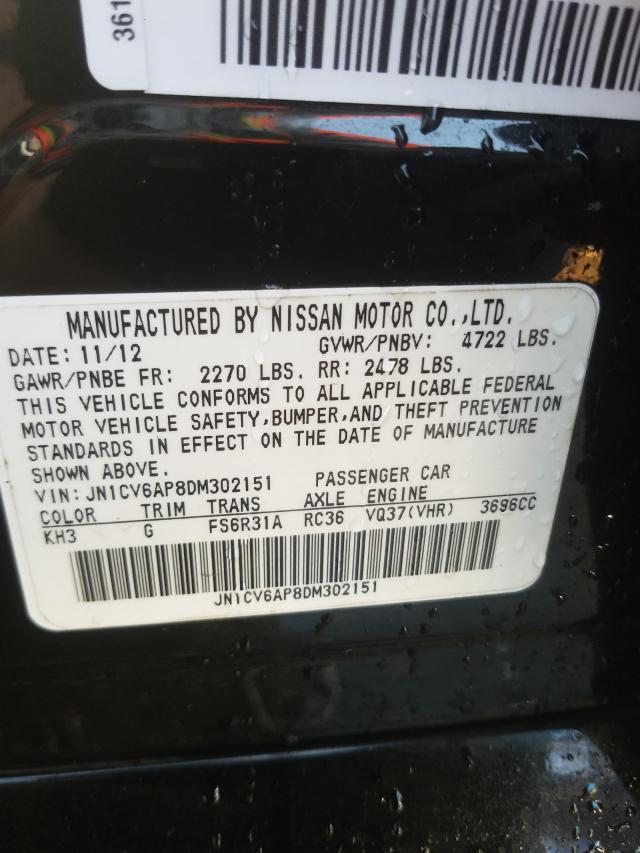 361
MANUFACTURED BY NISSAN MOTOR CO.,LTD.
DATE: 11/12 GVWR/PNBV: 4722 LBS.
GAWR/PNBE FR: 2270 LBS. RR: 2478 LBS.
THIS VEHICLE CONFORMS TO ALL APPLICABLE FEDERAL
MOTOR VEHICLE SAFETY,BUMPER,AND THEFT PREVENTION
STANDARDS IN EFFECT ON THE DATE OF MANUFACTURE
SHOWN ABOVE.
VIN: JN1CV6AP8DM302151 PASSENGER CAR
COLOR TRIM TRANS AXLE ENGINE
KH3 G FS6R31A RC36 VQ37(VHR) 3696CC
JN1CV6AP8DM302151